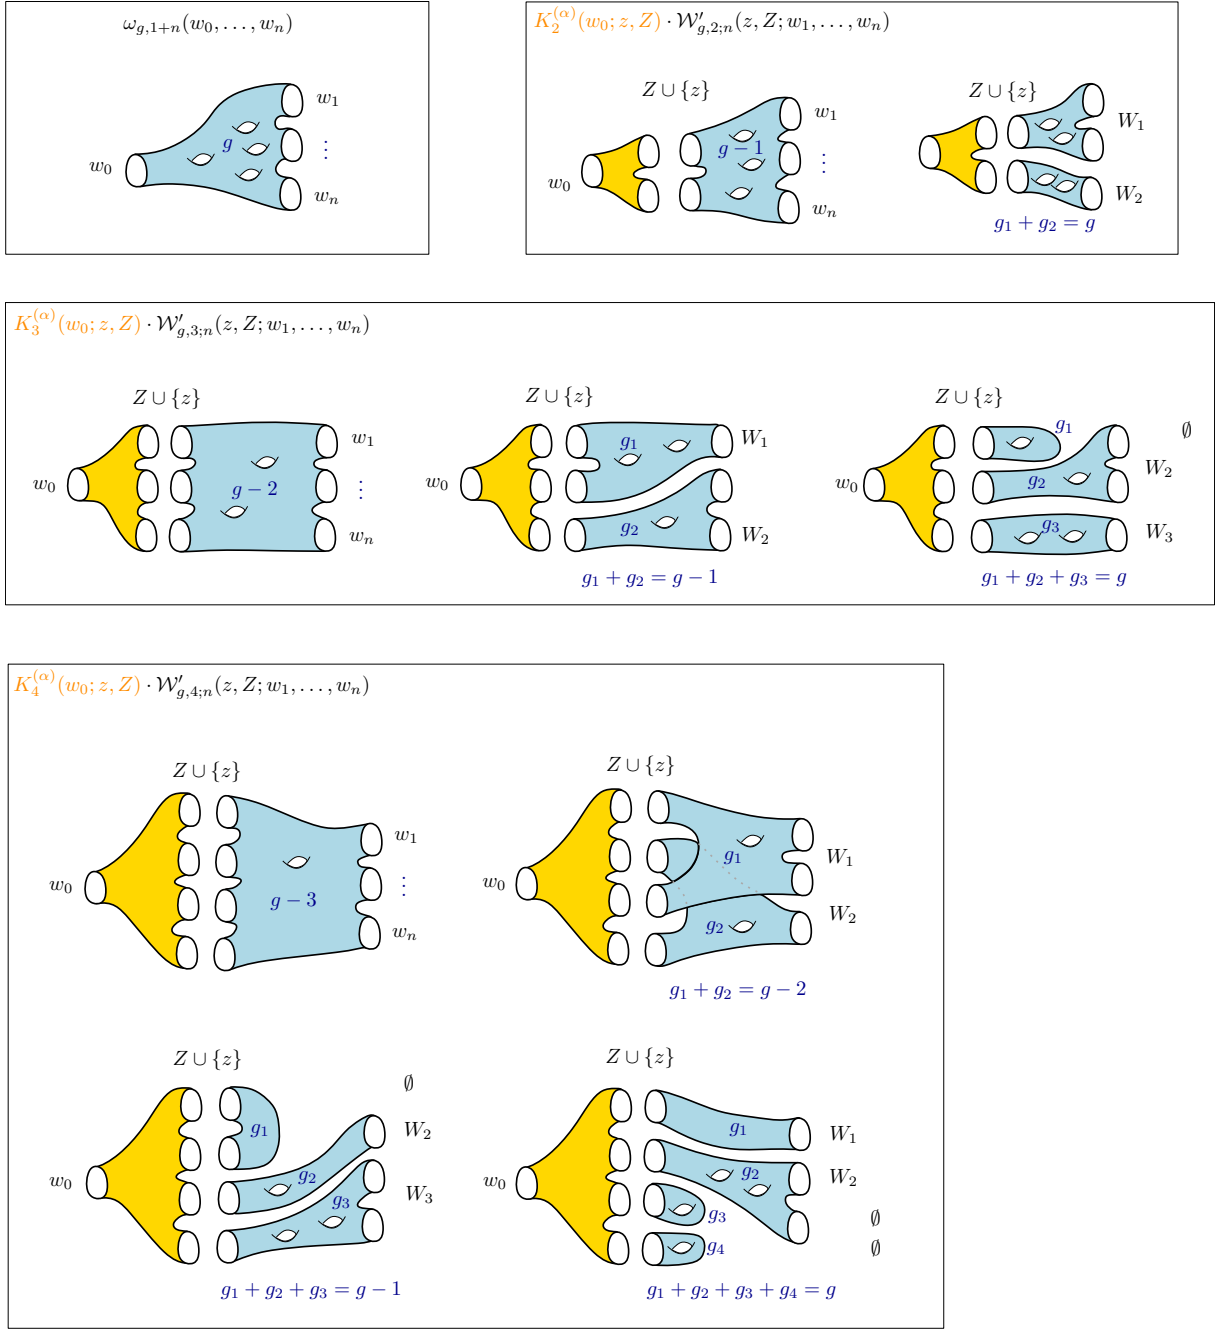 ω_{g,1+n}(w_0, …, w_n)
w_0
w_1
g
⋮
w_n
K_2^{(α)}(w_0; z, Z) · 𝒲′_{g,2;n}(z, Z; w_1, …, w_n)
Z ∪ {z}
w_0
w_1
g − 1
⋮
w_n
Z ∪ {z}
W_1
W_2
g_1 + g_2 = g
K_3^{(α)}(w_0; z, Z) · 𝒲′_{g,3;n}(z, Z; w_1, …, w_n)
Z ∪ {z}
w_0
w_1
g − 2
⋮
w_n
Z ∪ {z}
w_0
g_1
W_1
g_2
W_2
g_1 + g_2 = g − 1
Z ∪ {z}
w_0
g_1
∅
g_2
W_2
g_3
W_3
g_1 + g_2 + g_3 = g
K_4^{(α)}(w_0; z, Z) · 𝒲′_{g,4;n}(z, Z; w_1, …, w_n)
Z ∪ {z}
w_0
w_1
g − 3
⋮
w_n
Z ∪ {z}
w_0
g_1
W_1
g_2
W_2
g_1 + g_2 = g − 2
Z ∪ {z}
w_0
g_1
∅
g_2
W_2
g_3
W_3
g_1 + g_2 + g_3 = g − 1
Z ∪ {z}
w_0
g_1
W_1
g_2
W_2
g_3
∅
g_4
∅
g_1 + g_2 + g_3 + g_4 = g